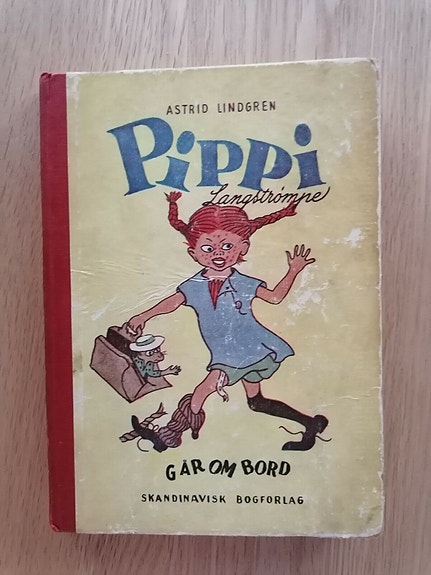 ASTRID LINDGREN
Pippi
Langstrømpe
GÅR OM BORD
SKANDINAVISK BOGFORLAG